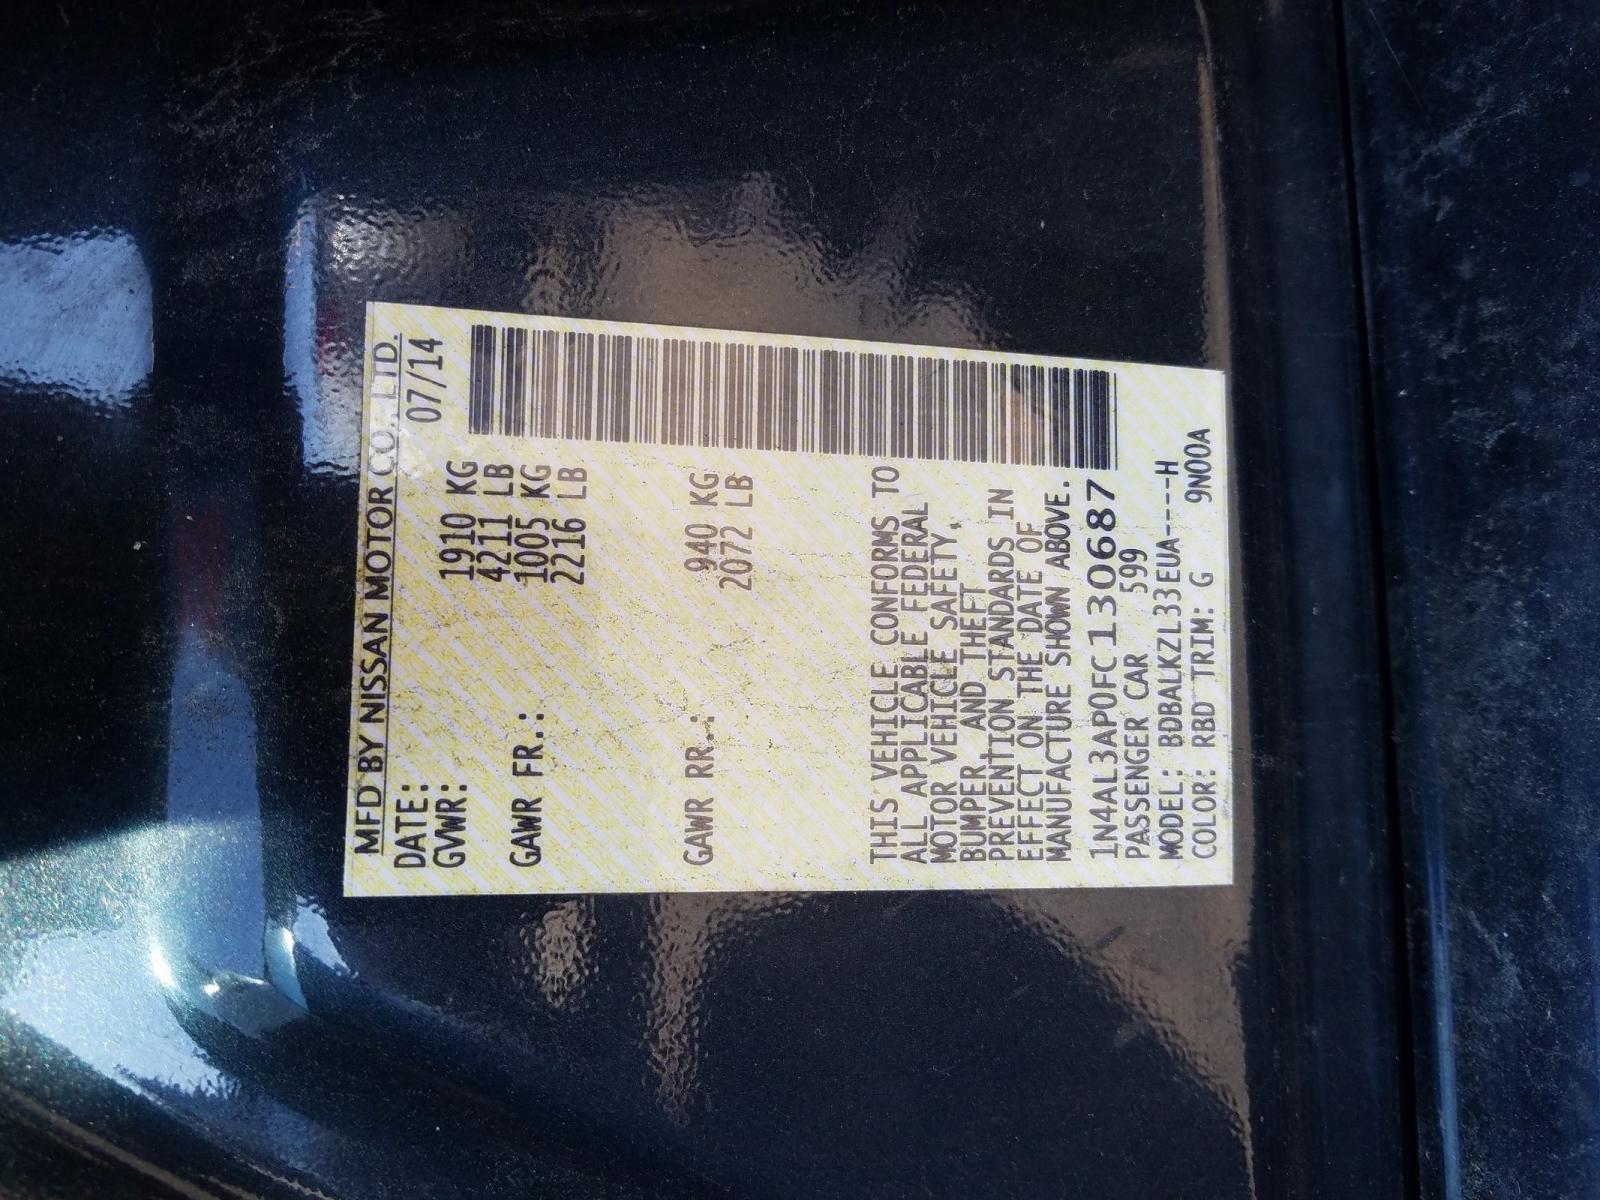 MFD BY NISSAN MOTOR CO., LTD.
DATE: 07/14
GVWR: 1910 KG
4211 LB
GAWR FR.: 1005 KG
2216 LB
GAWR RR.: 940 KG
2072 LB
THIS VEHICLE CONFORMS TO
ALL APPLICABLE FEDERAL
MOTOR VEHICLE SAFETY,
BUMPER, AND THEFT
PREVENTION STANDARDS IN
EFFECT ON THE DATE OF
MANUFACTURE SHOWN ABOVE.
1N4AL3AP0FC130687
PASSENGER CAR 599
MODEL: BDBALKZL33EUA-----H
COLOR: RBD TRIM: G 9N00A